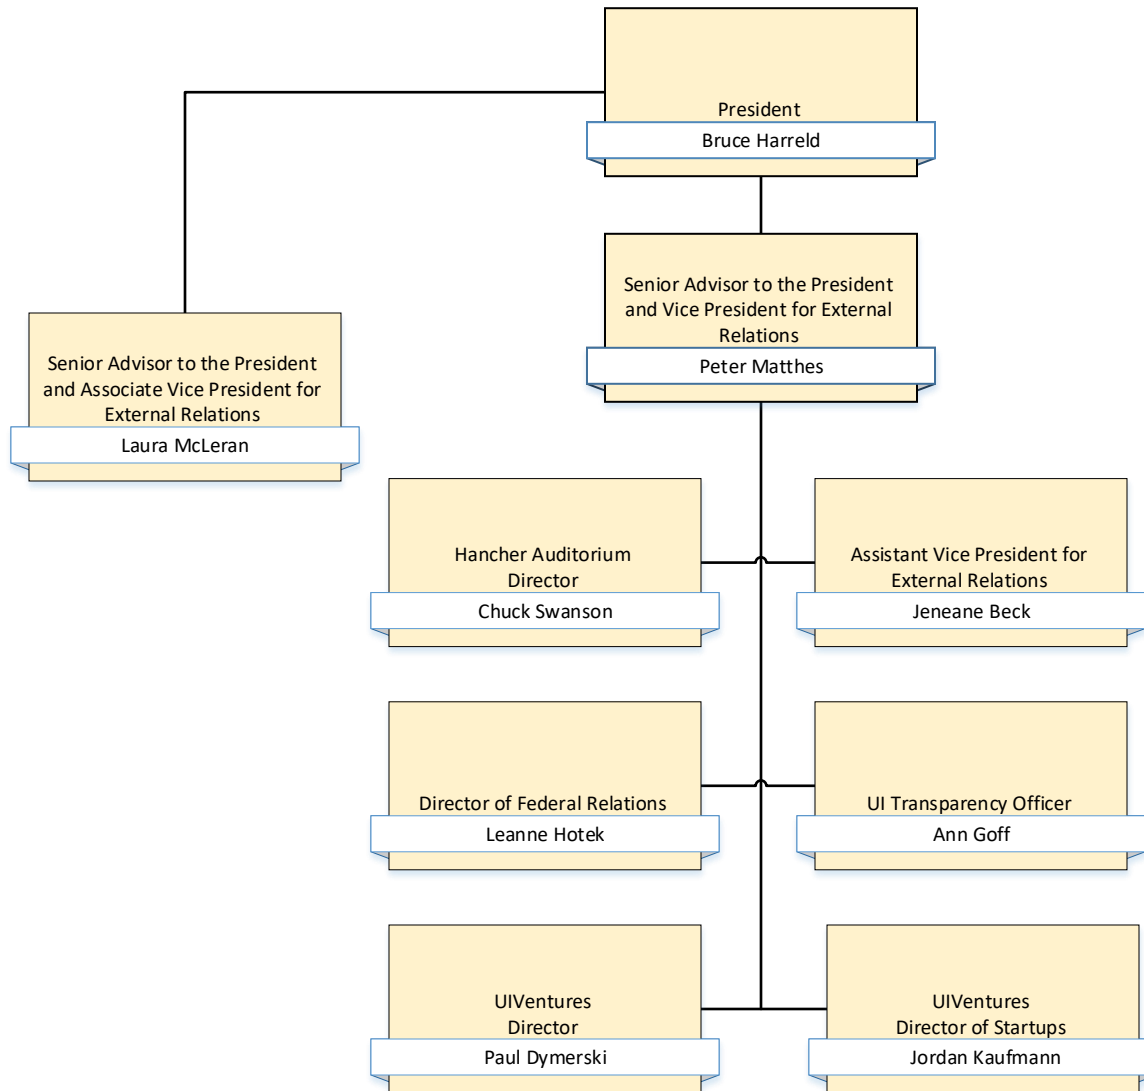 President
Bruce Harreld
Senior Advisor to the President
and Vice President for External
Relations
Peter Matthes
Senior Advisor to the President
and Associate Vice President for
External Relations
Laura McLeran
Hancher Auditorium
Director
Chuck Swanson
Assistant Vice President for
External Relations
Jeneane Beck
Director of Federal Relations
Leanne Hotek
UI Transparency Officer
Ann Goff
UIVentures
Director
Paul Dymerski
UIVentures
Director of Startups
Jordan Kaufmann